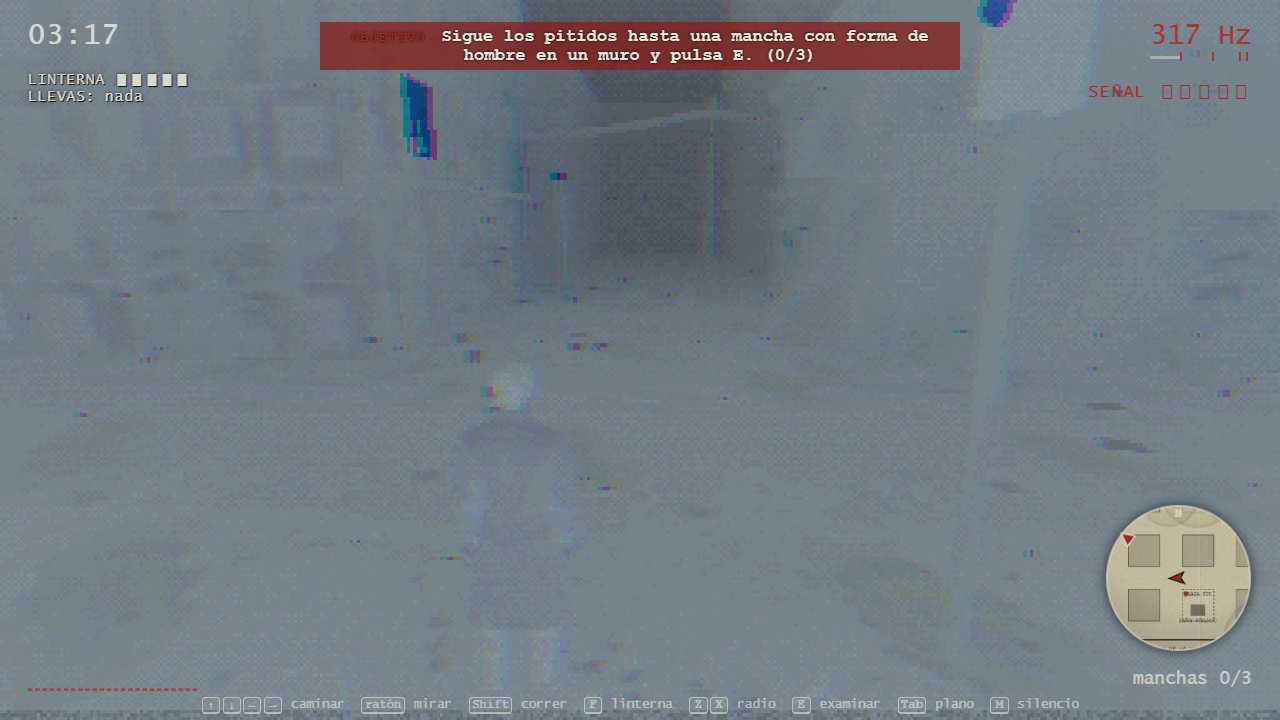 03:17
OBJETIVO Sigue los pitidos hasta una mancha con forma de
hombre en un muro y pulsa E. (0/3)
317 Hz
LINTERNA
LLEVAS: nada
SEÑAL
N
manchas 0/3
↑ ↓ ← → caminar ratón mirar Shift correr F linterna Z X radio E examinar Tab plano M silencio